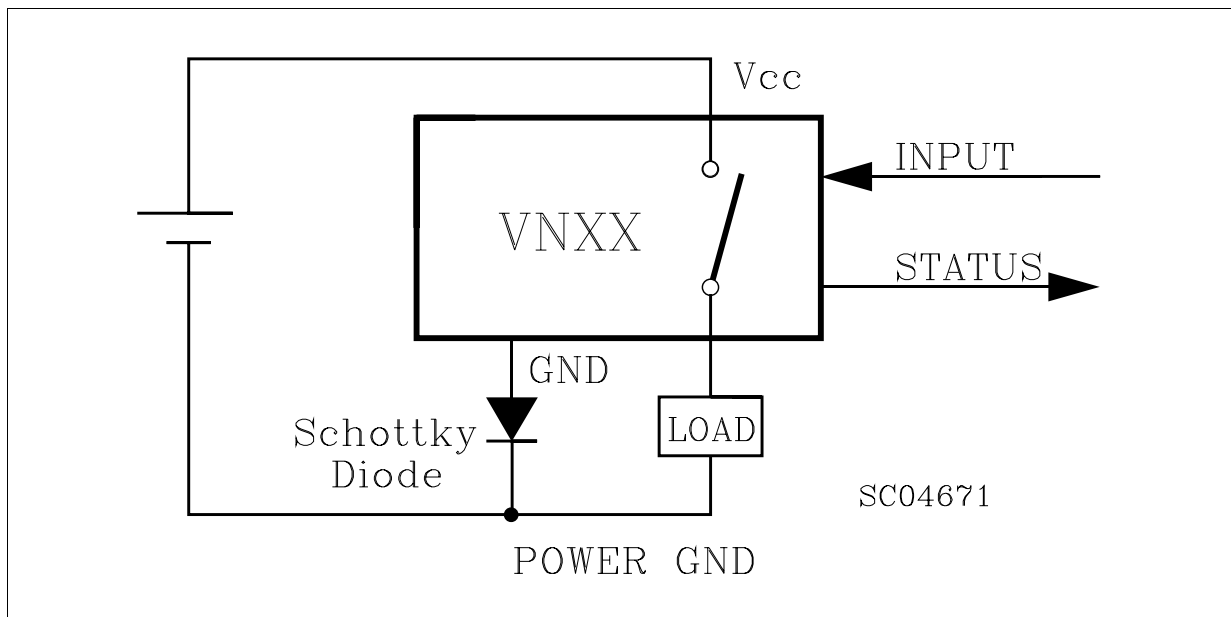 Vcc
INPUT
VNXX
STATUS
GND
Schottky
Diode
LOAD
SC04671
POWER GND